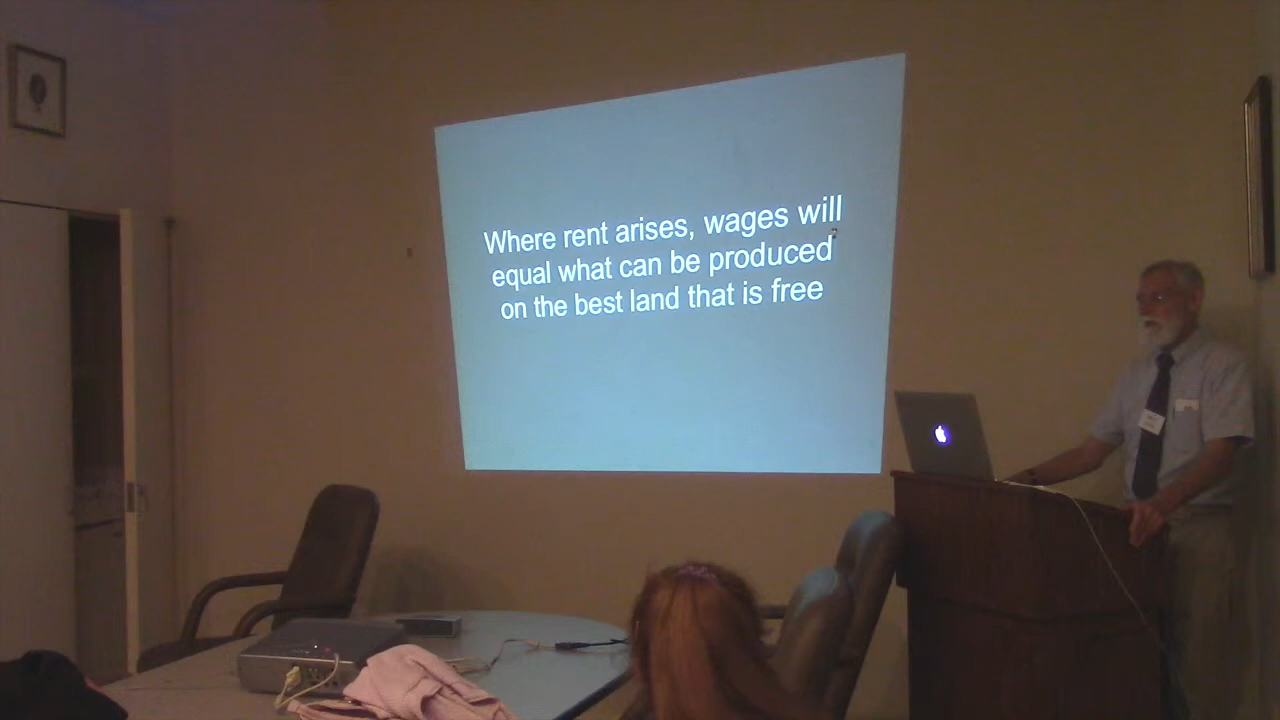 Where rent arises, wages will
equal what can be produced
on the best land that is free